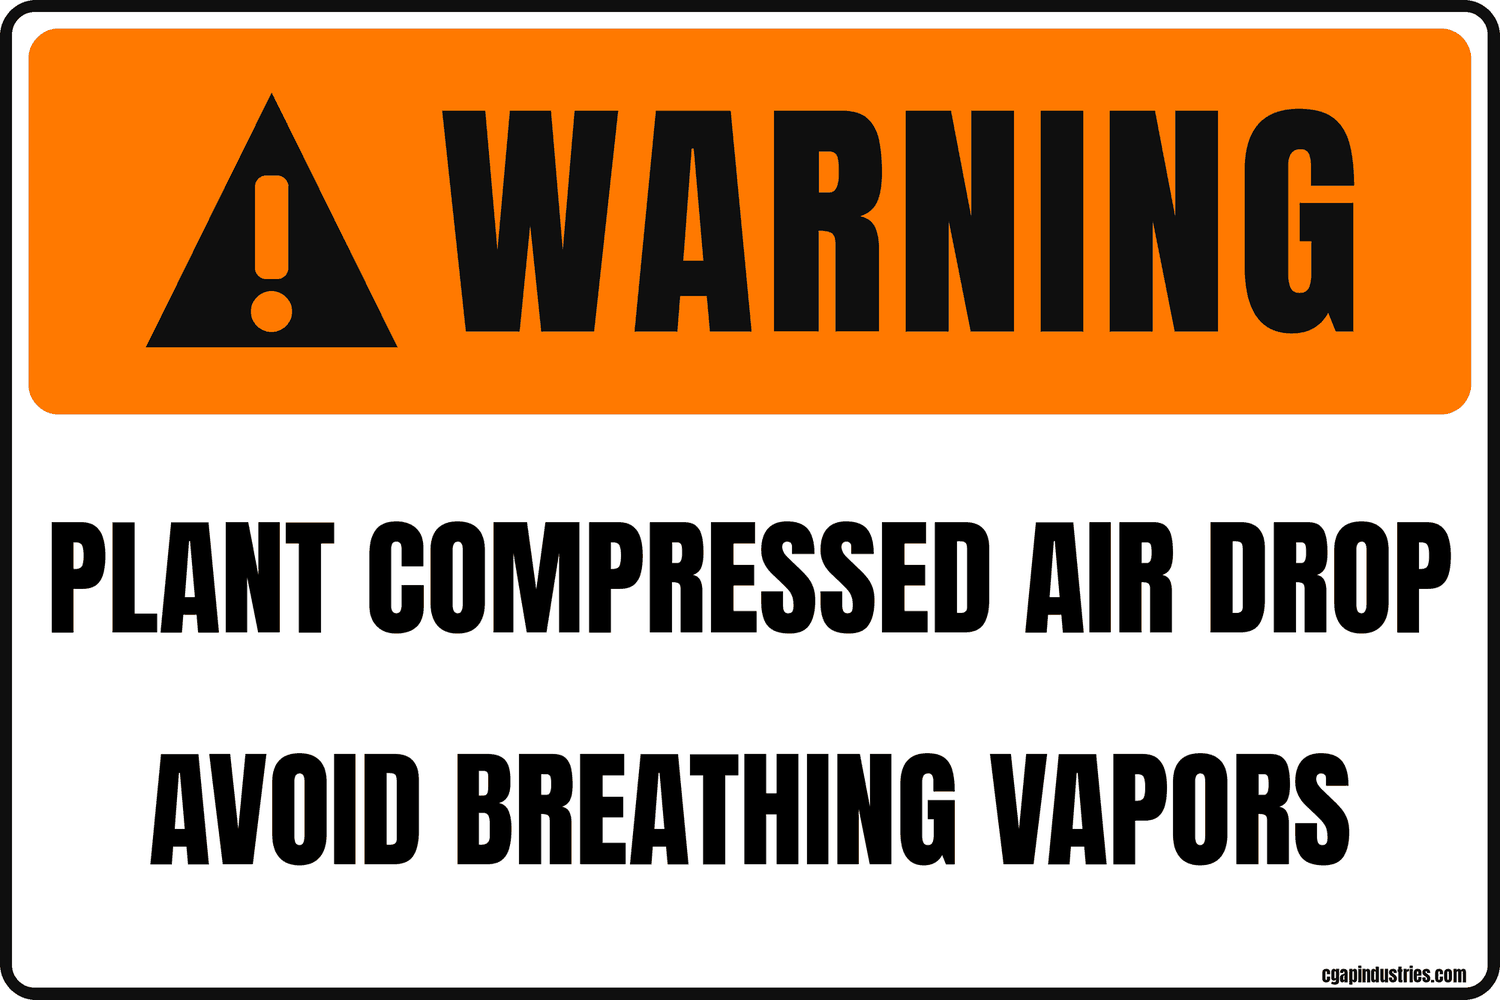 WARNING
PLANT COMPRESSED AIR DROP
AVOID BREATHING VAPORS
cgapindustries.com